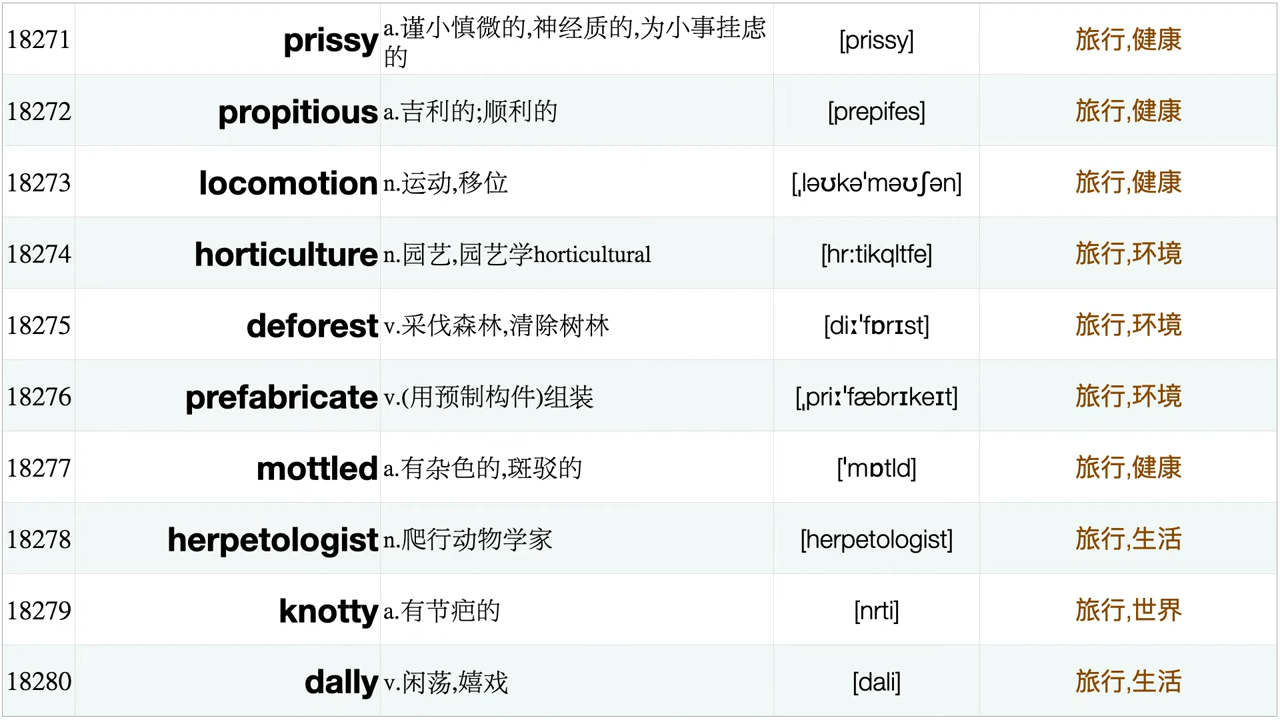 18271 prissy a.谨小慎微的,神经质的,为小事挂虑的 [prissy] 旅行,健康
18272 propitious a.吉利的;顺利的 [prepifes] 旅行,健康
18273 locomotion n.运动,移位 [ˌləʊkəˈməʊʃən] 旅行,健康
18274 horticulture n.园艺,园艺学horticultural [hr:tikqltfe] 旅行,环境
18275 deforest v.采伐森林,清除树林 [diːˈfɒrɪst] 旅行,环境
18276 prefabricate v.(用预制构件)组装 [ˌpriːˈfæbrɪkeɪt] 旅行,环境
18277 mottled a.有杂色的,斑驳的 [ˈmɒtld] 旅行,健康
18278 herpetologist n.爬行动物学家 [herpetologist] 旅行,生活
18279 knotty a.有节疤的 [nrti] 旅行,世界
18280 dally v.闲荡,嬉戏 [dali] 旅行,生活